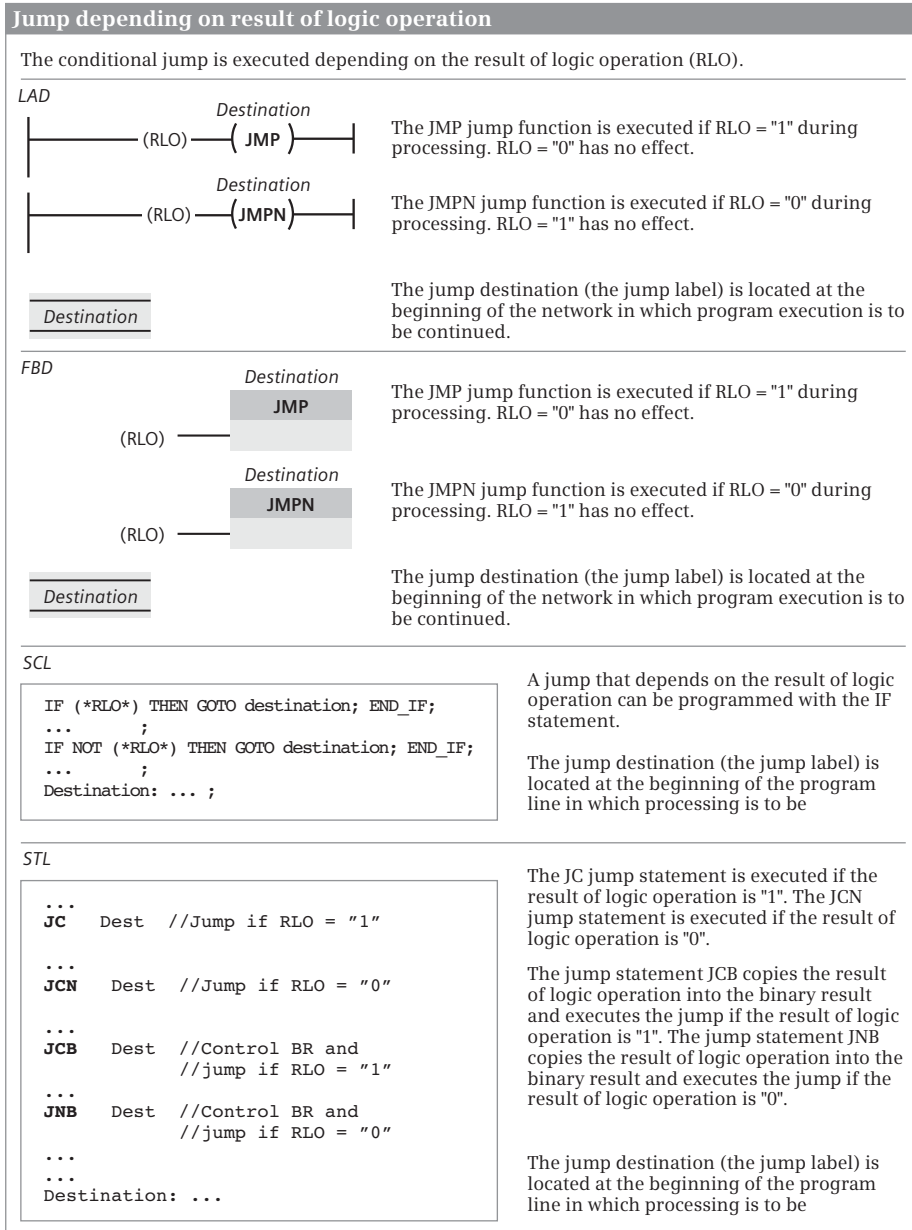 Jump depending on result of logic operation
The conditional jump is executed depending on the result of logic operation (RLO).
LAD
Destination
(RLO) ( JMP )
The JMP jump function is executed if RLO = "1" during
processing. RLO = "0" has no effect.
Destination
(RLO) (JMPN)
The JMPN jump function is executed if RLO = "0" during
processing. RLO = "1" has no effect.
Destination
The jump destination (the jump label) is located at the
beginning of the network in which program execution is to
be continued.
FBD
Destination
JMP
(RLO)
The JMP jump function is executed if RLO = "1" during
processing. RLO = "0" has no effect.
Destination
JMPN
(RLO)
The JMPN jump function is executed if RLO = "0" during
processing. RLO = "1" has no effect.
Destination
The jump destination (the jump label) is located at the
beginning of the network in which program execution is to
be continued.
SCL
IF (*RLO*) THEN GOTO destination; END_IF;
... ;
IF NOT (*RLO*) THEN GOTO destination; END_IF;
... ;
Destination: ... ;
A jump that depends on the result of logic
operation can be programmed with the IF
statement.
The jump destination (the jump label) is
located at the beginning of the program
line in which processing is to be
STL
...
JC Dest //Jump if RLO = "1"
...
JCN Dest //Jump if RLO = "0"
...
JCB Dest //Control BR and
//jump if RLO = "1"
...
JNB Dest //Control BR and
//jump if RLO = "0"
...
...
Destination: ...
The JC jump statement is executed if the
result of logic operation is "1". The JCN
jump statement is executed if the result of
logic operation is "0".
The jump statement JCB copies the result
of logic operation into the binary result
and executes the jump if the result of logic
operation is "1". The jump statement JNB
copies the result of logic operation into the
binary result and executes the jump if the
result of logic operation is "0".
The jump destination (the jump label) is
located at the beginning of the program
line in which processing is to be